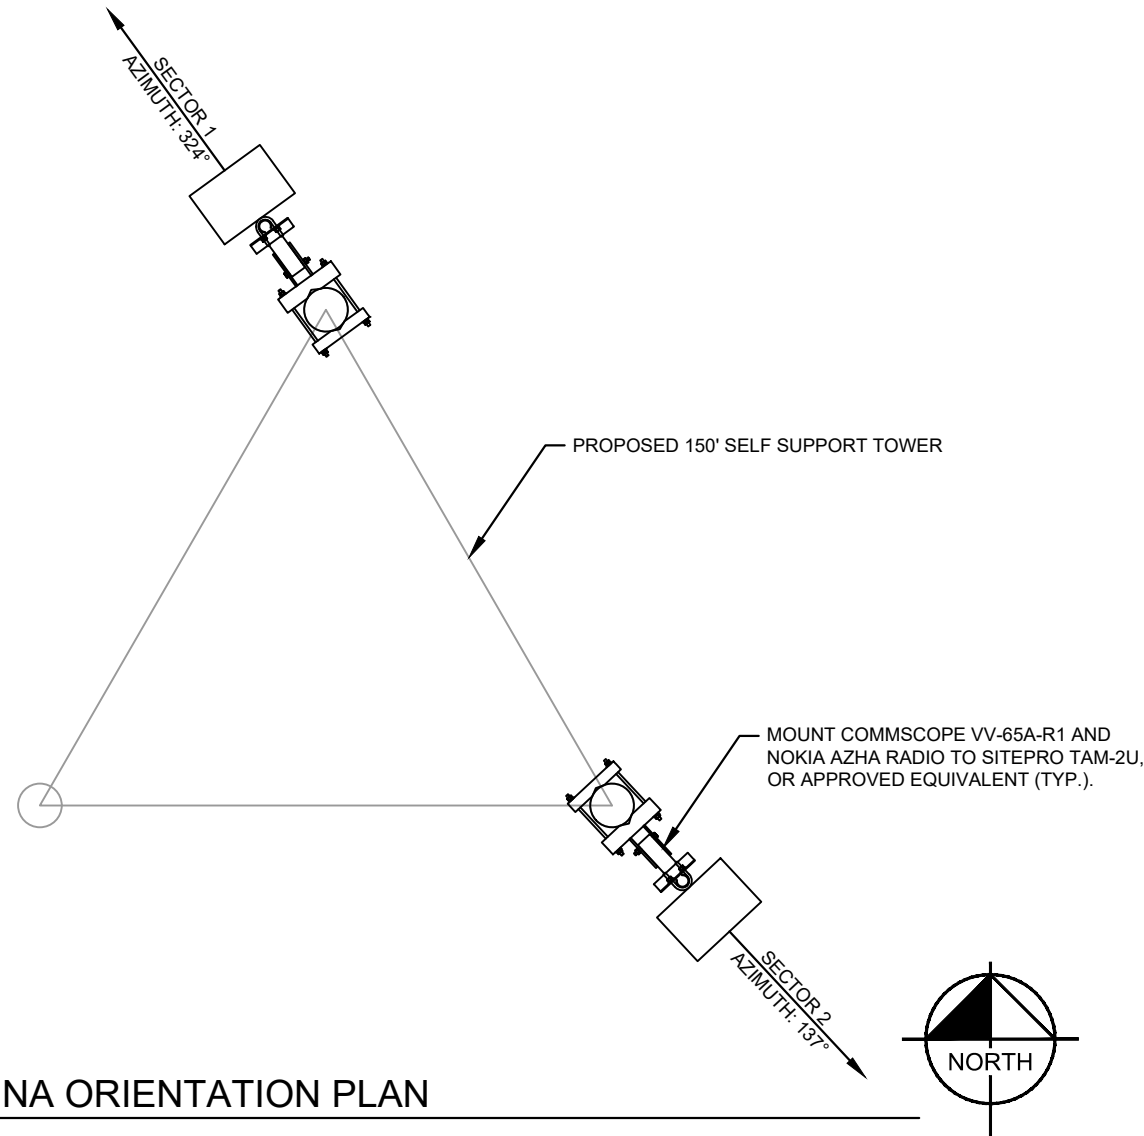 SECTOR 1
AZIMUTH: 324°
PROPOSED 150' SELF SUPPORT TOWER
MOUNT COMMSCOPE VV-65A-R1 AND
NOKIA AZHA RADIO TO SITEPRO TAM-2U,
OR APPROVED EQUIVALENT (TYP.).
SECTOR 2
AZIMUTH: 137°
NORTH
NA ORIENTATION PLAN